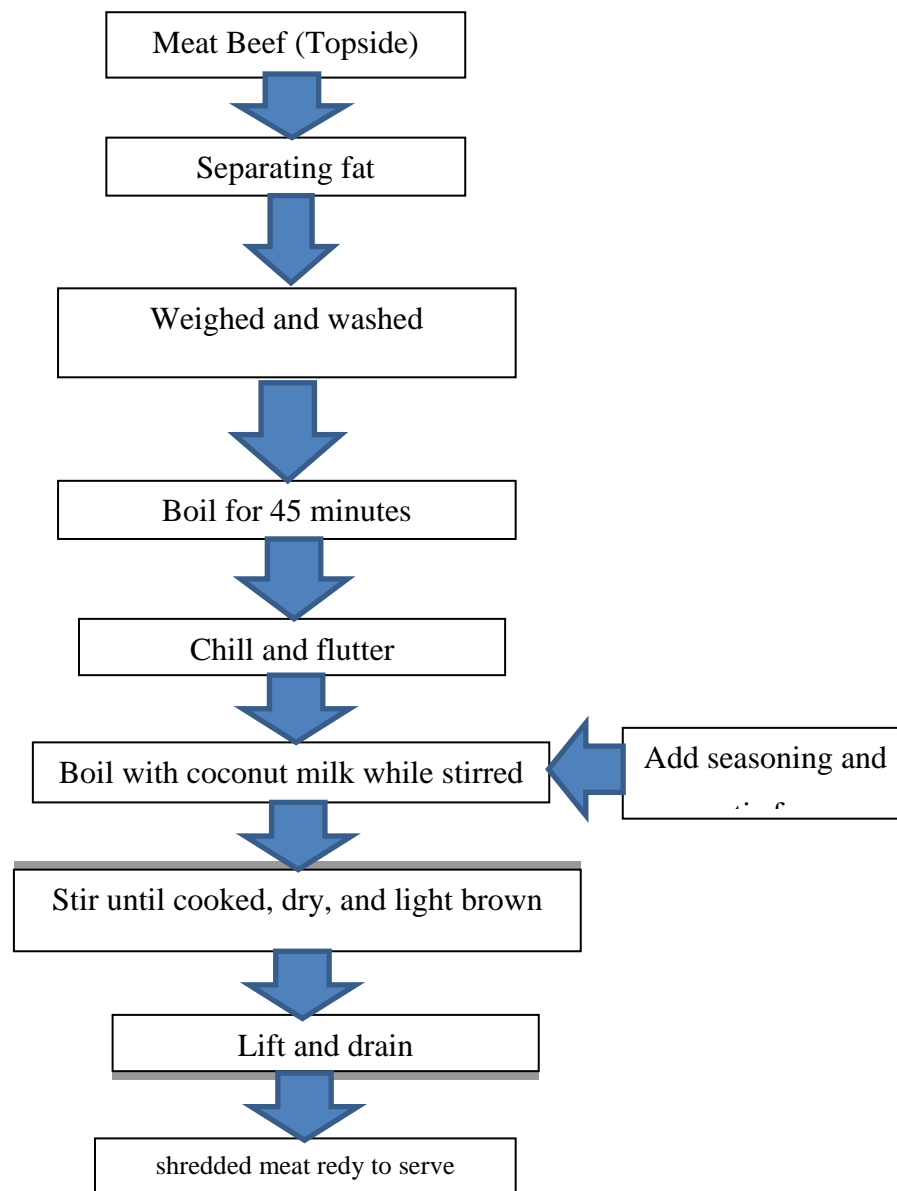 Meat Beef (Topside)
Separating fat
Weighed and washed
Boil for 45 minutes
Chill and flutter
Boil with coconut milk while stirred
Add seasoning and
Stir until cooked, dry, and light brown
Lift and drain
shredded meat redy to serve